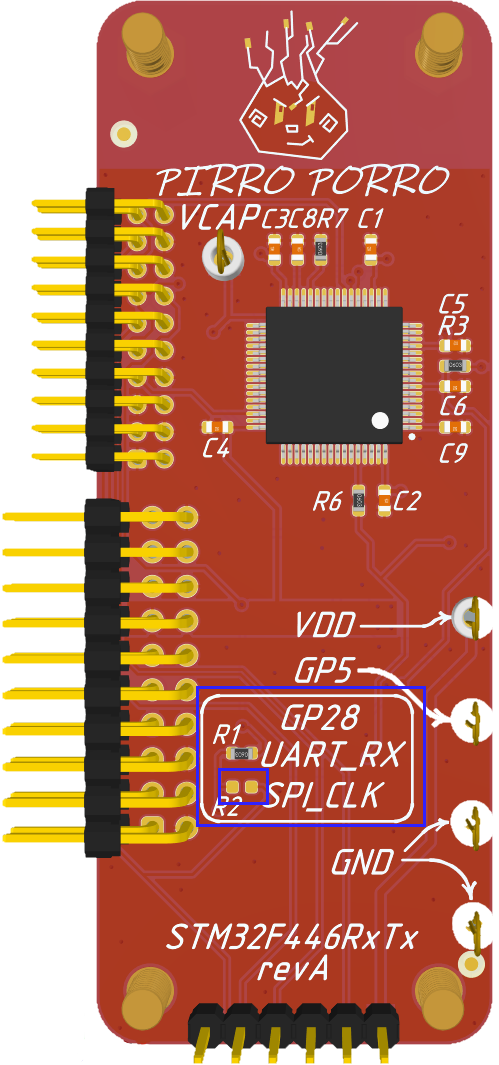 PIRRO PORRO
VCAP C3 C8 R7 C1
C5
R3
C6
C4
C9
R6 C2
VDD
GP5
GP28
R1
UART_RX
SPI_CLK
R2
GND
STM32F446RxTx
revA